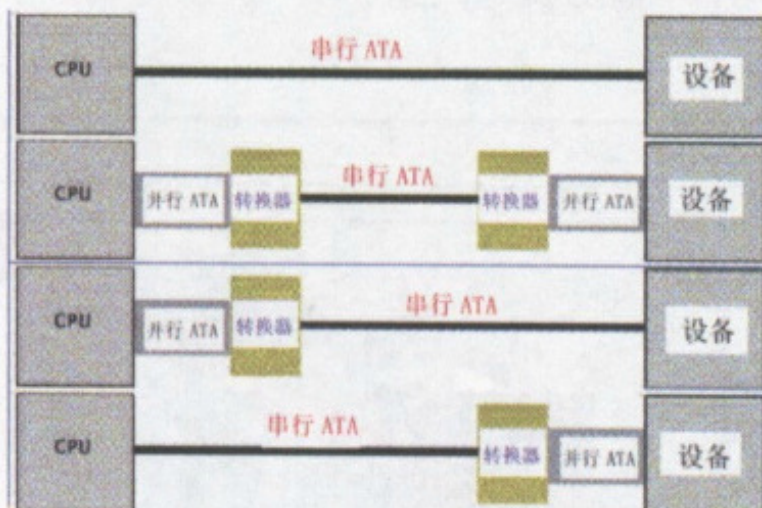 串行 ATA
CPU 设备
串行 ATA
CPU 并行 ATA 转换器 转换器 并行 ATA 设备
串行 ATA
CPU 并行 ATA 转换器 设备
串行 ATA
CPU 转换器 并行 ATA 设备